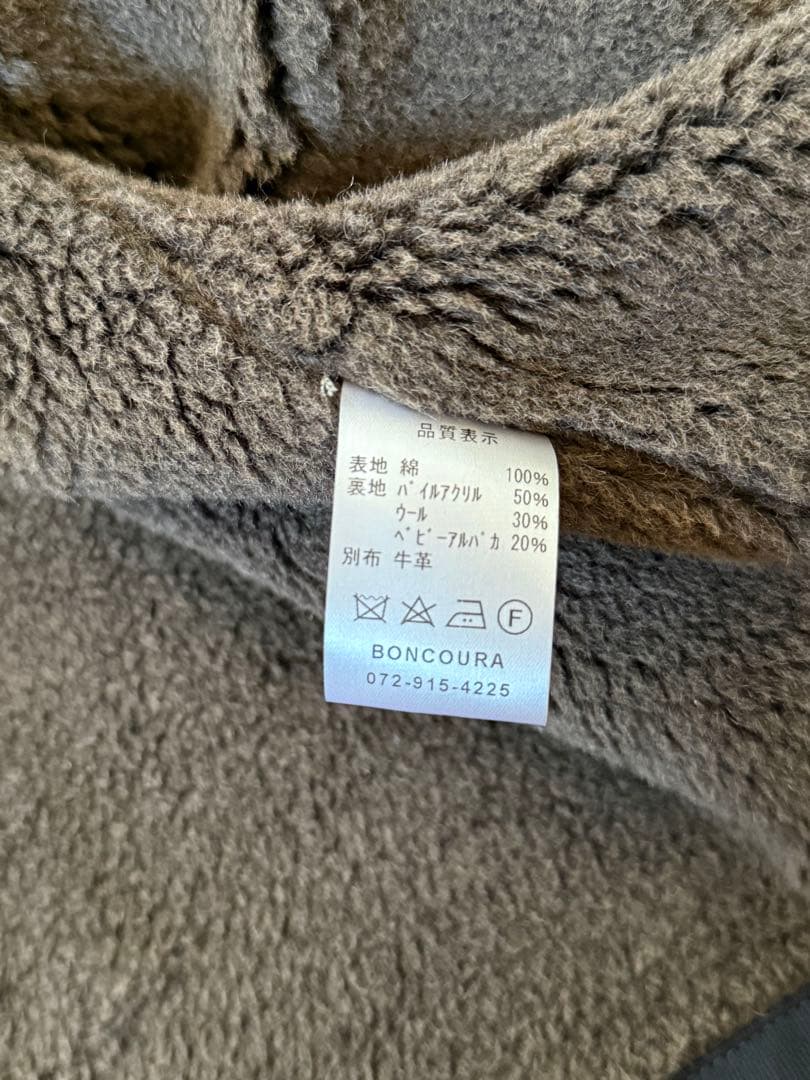 品質表示
表地 綿 100%
裏地 ﾊﾟｲﾙアクリル 50%
ウール 30%
ﾍﾞﾋﾞｰアルパカ 20%
別布 牛革
F
BONCOURA
072-915-4225